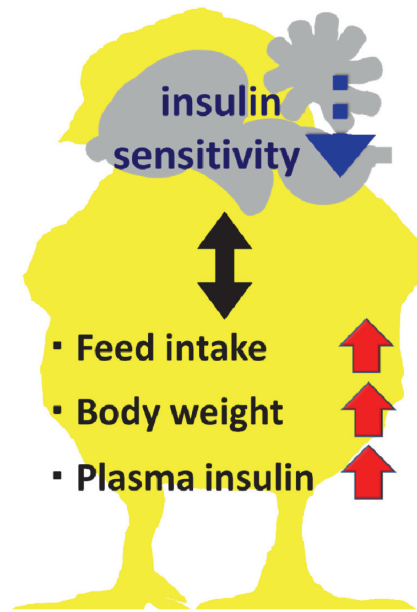 insulin
sensitivity
▪ Feed intake
▪ Body weight
▪ Plasma insulin